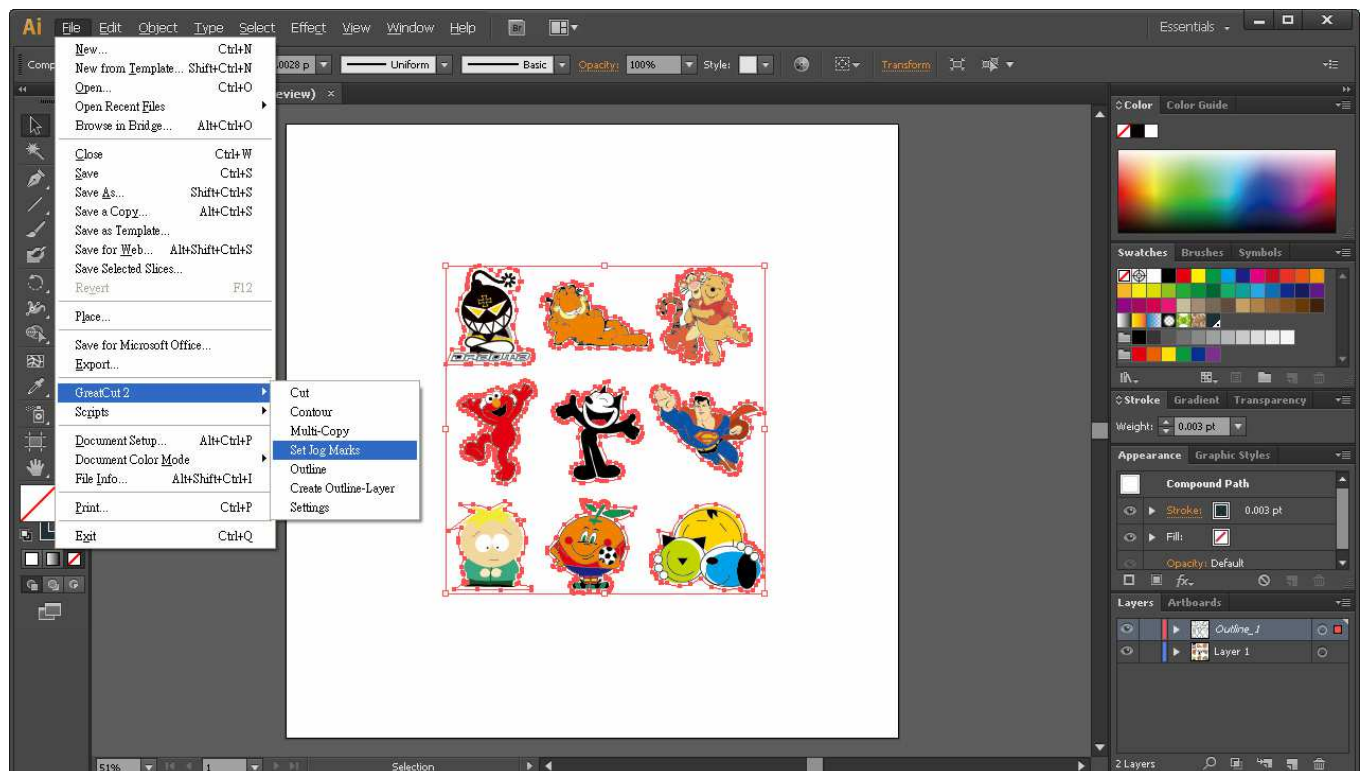 Ai File Edit Object Type Select Effect View Window Help Br Essentials
Comp .0028 p Uniform Basic Opacity: 100% Style: Transform
eview) ×
New... Ctrl+N
New from Template... Shift+Ctrl+N
Open... Ctrl+O
Open Recent Files
Browse in Bridge... Alt+Ctrl+O
Close Ctrl+W
Save Ctrl+S
Save As... Shift+Ctrl+S
Save a Copy... Alt+Ctrl+S
Save as Template...
Save for Web... Alt+Shift+Ctrl+S
Save Selected Slices...
Revert F12
Place...
Save for Microsoft Office...
Export...
GreatCut 2
Scripts
Document Setup... Alt+Ctrl+P
Document Color Mode
File Info... Alt+Shift+Ctrl+I
Print... Ctrl+P
Exit Ctrl+Q
Cut
Contour
Multi-Copy
Set Jog Marks
Outline
Create Outline-Layer
Settings
Color Color Guide
Swatches Brushes Symbols
Stroke Gradient Transparency
Weight: 0.003 pt
Appearance Graphic Styles
Compound Path
Stroke: 0.003 pt
Fill:
Opacity: Default
fx.
Layers Artboards
Outline_1
Layer 1
2 Layers
51% 1 Selection